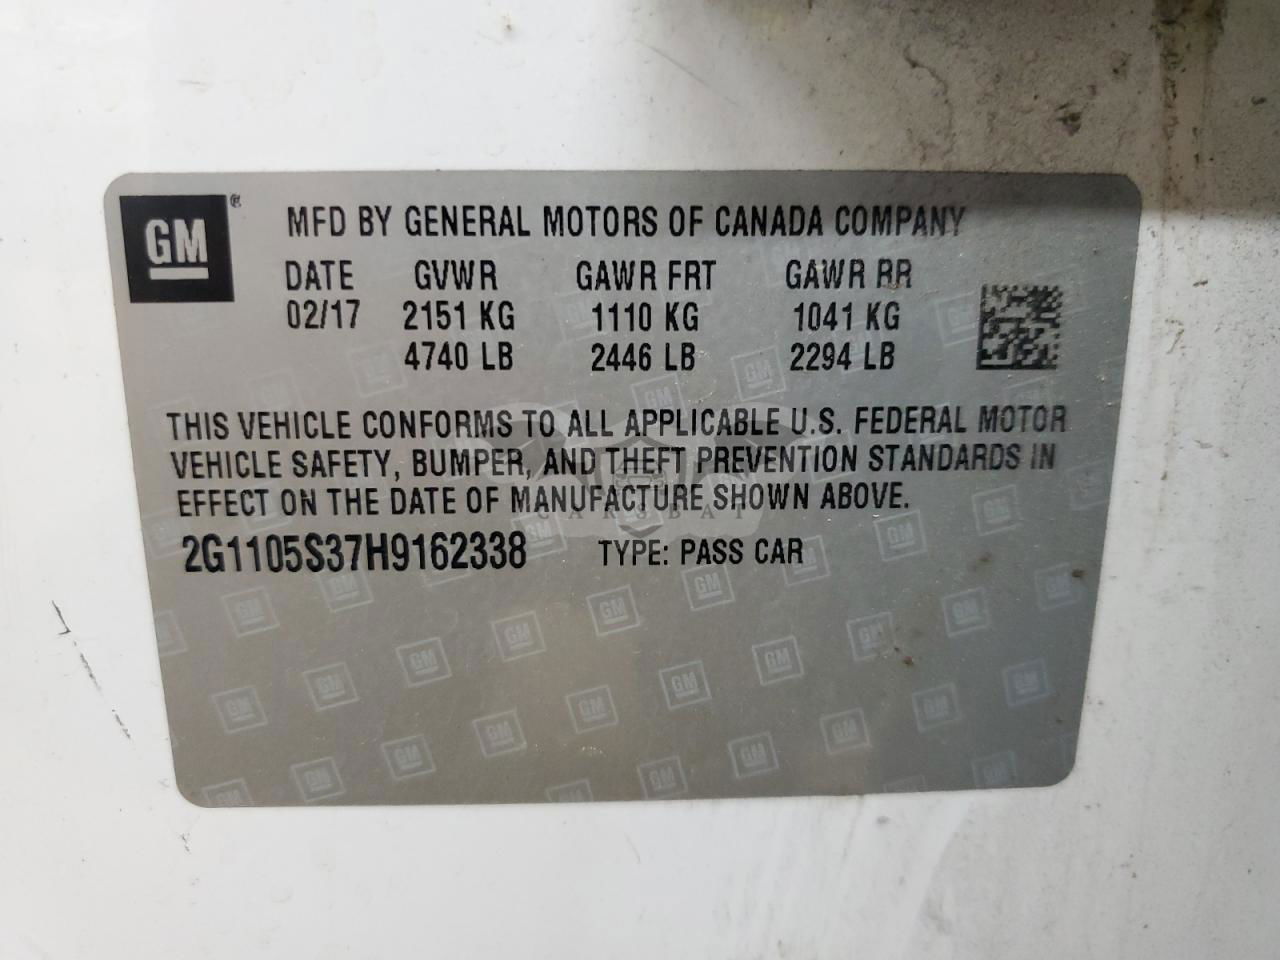 GM® MFD BY GENERAL MOTORS OF CANADA COMPANY
DATE GVWR GAWR FRT GAWR RR
02/17 2151 KG 1110 KG 1041 KG
4740 LB 2446 LB 2294 LB
THIS VEHICLE CONFORMS TO ALL APPLICABLE U.S. FEDERAL MOTOR
VEHICLE SAFETY, BUMPER, AND THEFT PREVENTION STANDARDS IN
EFFECT ON THE DATE OF MANUFACTURE SHOWN ABOVE.
CARSBAT
2G1105S37H9162338 TYPE: PASS CAR